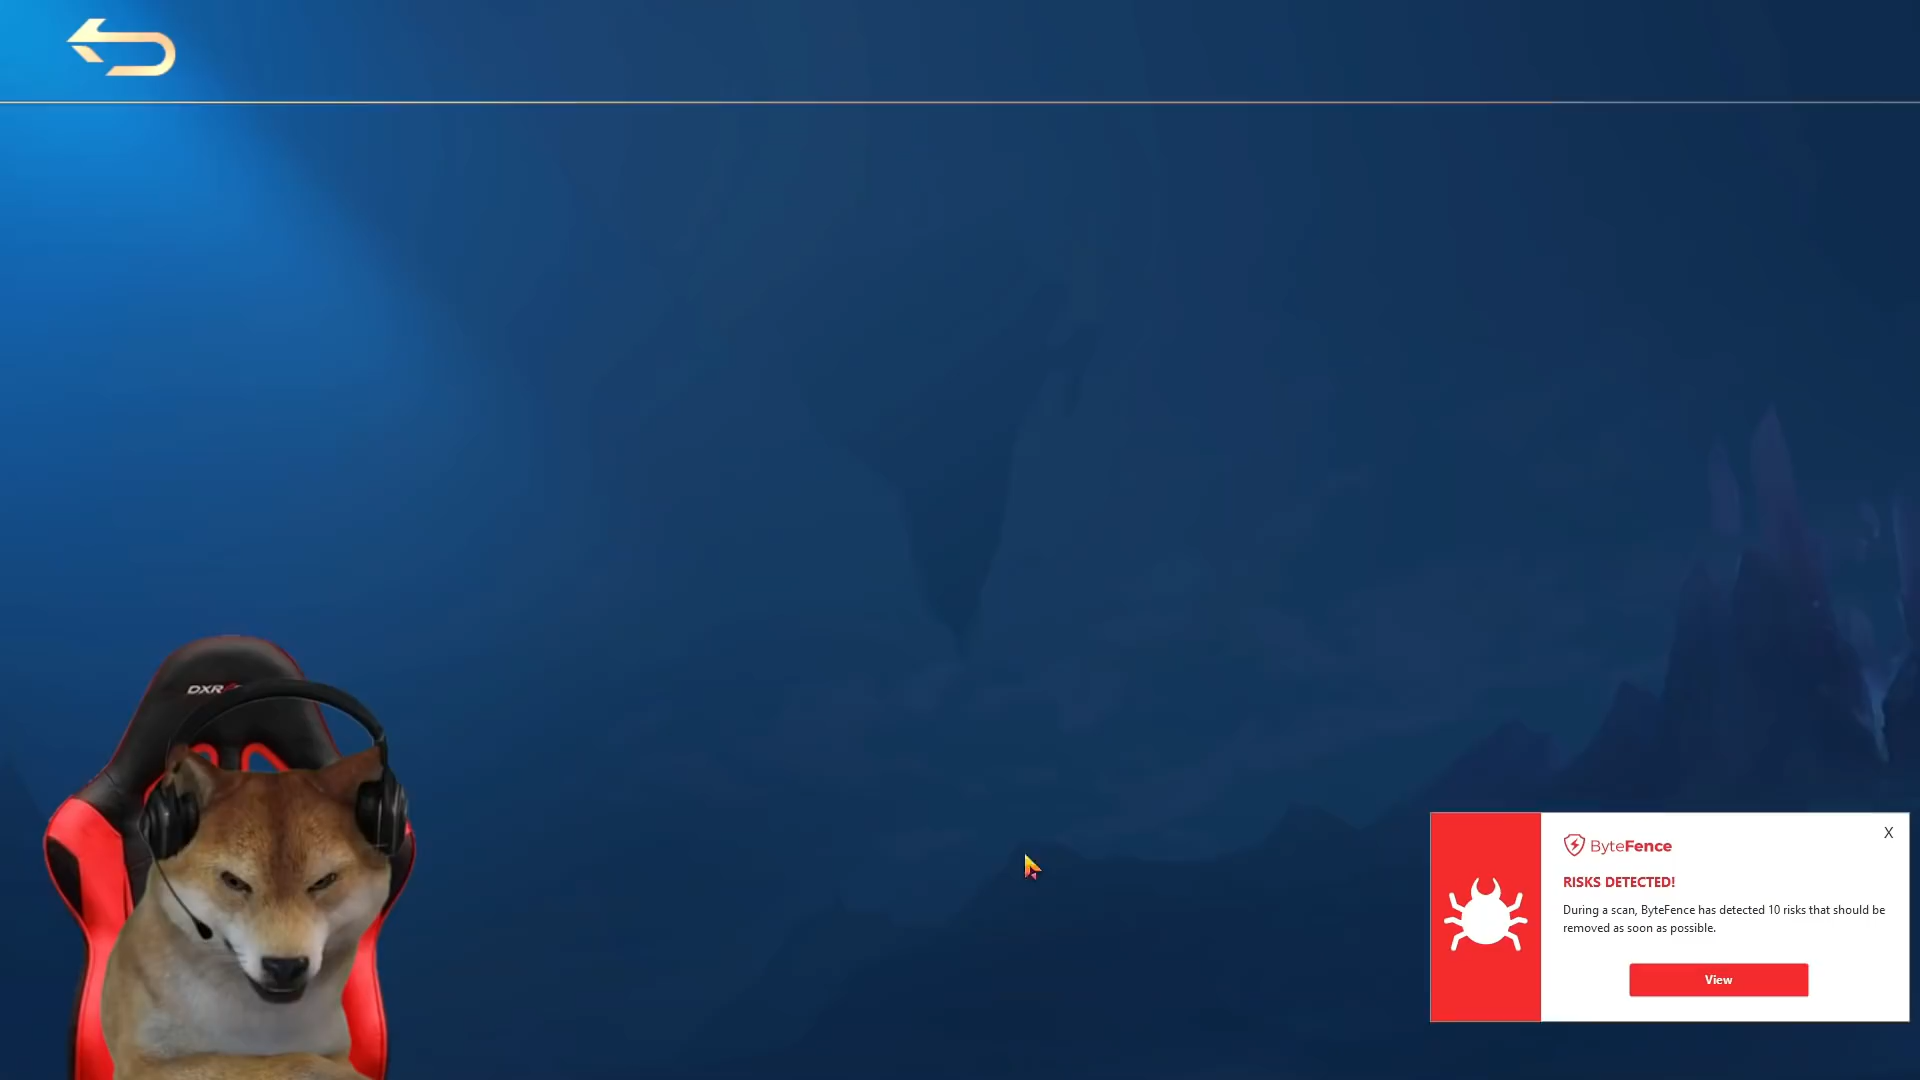 DXR
ByteFence
X
RISKS DETECTED!
During a scan, ByteFence has detected 10 risks that should be
removed as soon as possible.
View